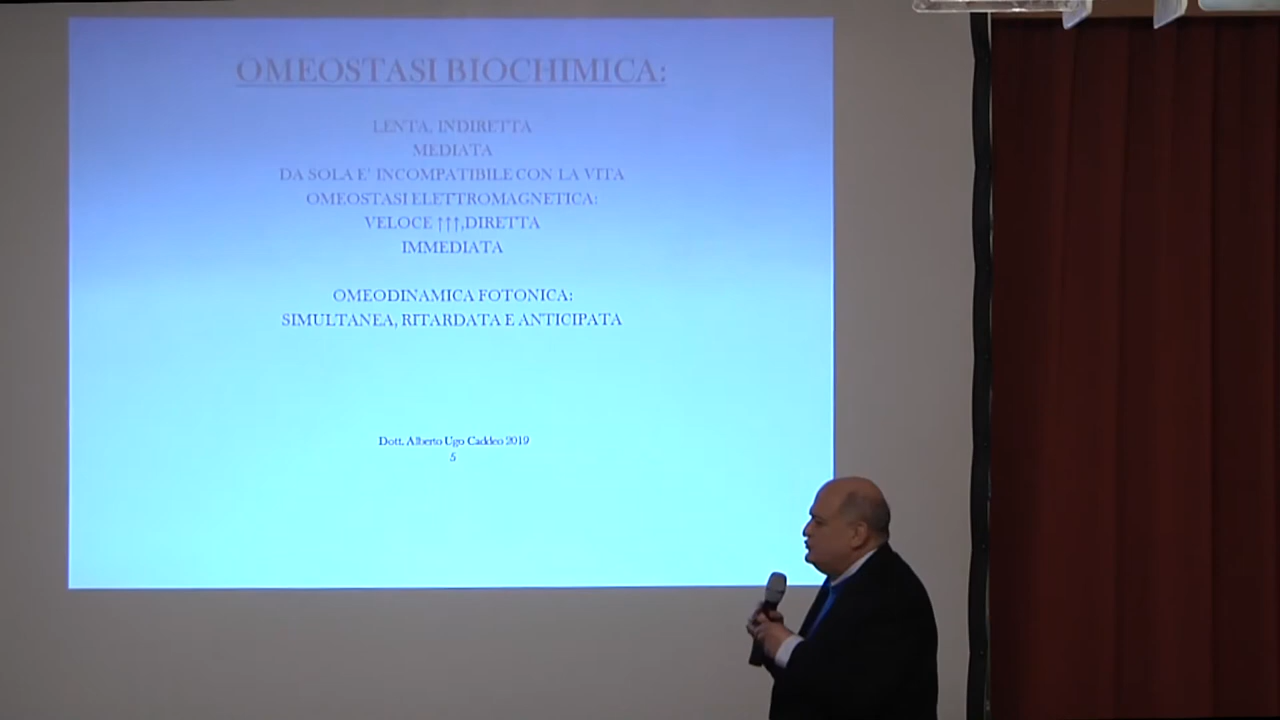 OMEOSTASI BIOCHIMICA:
LENTA, INDIRETTA
MEDIATA
DA SOLA E' INCOMPATIBILE CON LA VITA
OMEOSTASI ELETTROMAGNETICA:
VELOCE ↑↑↑,DIRETTA
IMMEDIATA
OMEODINAMICA FOTONICA:
SIMULTANEA, RITARDATA E ANTICIPATA
Dott. Alberto Ugo Caddeo 2019
5